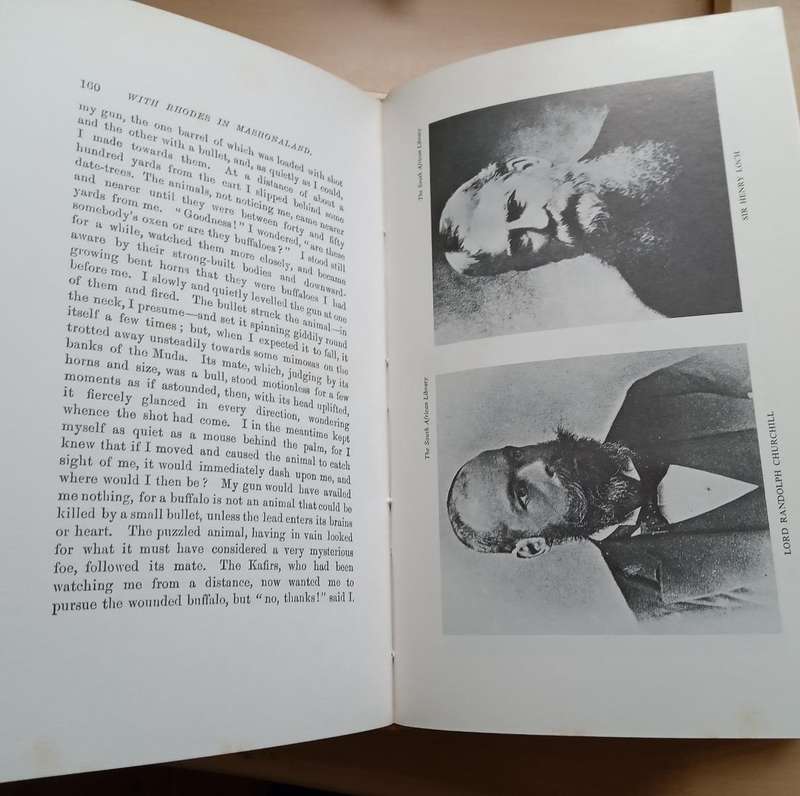 160
WITH RHODES IN MASHONALAND.
my gun, the one barrel of which was loaded with shot
and the other with a bullet, and, as quietly as I could,
I made towards them. At a distance of about a
hundred yards from the cart I slipped behind some
date-trees. The animals, not noticing me, came nearer
and nearer until they were between forty and fifty
yards from me. "Goodness!" I wondered, "are these
somebody's oxen or are they buffaloes?" I stood still
for a while, watched them more closely, and became
aware by their strong-built bodies and downward-
growing bent horns that they were buffaloes I had
before me. I slowly and quietly levelled the gun at one
of them and fired. The bullet struck the animal—in
the neck, I presume—and set it spinning giddily round
itself a few times; but, when I expected it to fall, it
trotted away unsteadily towards some mimosas on the
banks of the Muda. Its mate, which, judging by its
horns and size, was a bull, stood motionless for a few
moments as if astounded, then, with its head uplifted,
it fiercely glanced in every direction, wondering
whence the shot had come. I in the meantime kept
myself as quiet as a mouse behind the palm, for I
knew that if I moved and caused the animal to catch
sight of me, it would immediately dash upon me, and
where would I then be? My gun would have availed
me nothing, for a buffalo is not an animal that could be
killed by a small bullet, unless the lead enters its brains
or heart. The puzzled animal, having in vain looked
for what it must have considered a very mysterious
foe, followed its mate. The Kafirs, who had been
watching me from a distance, now wanted me to
pursue the wounded buffalo, but "no, thanks!" said I.
The South African Library
SIR HENRY LOCH
The South African Library
LORD RANDOLPH CHURCHILL